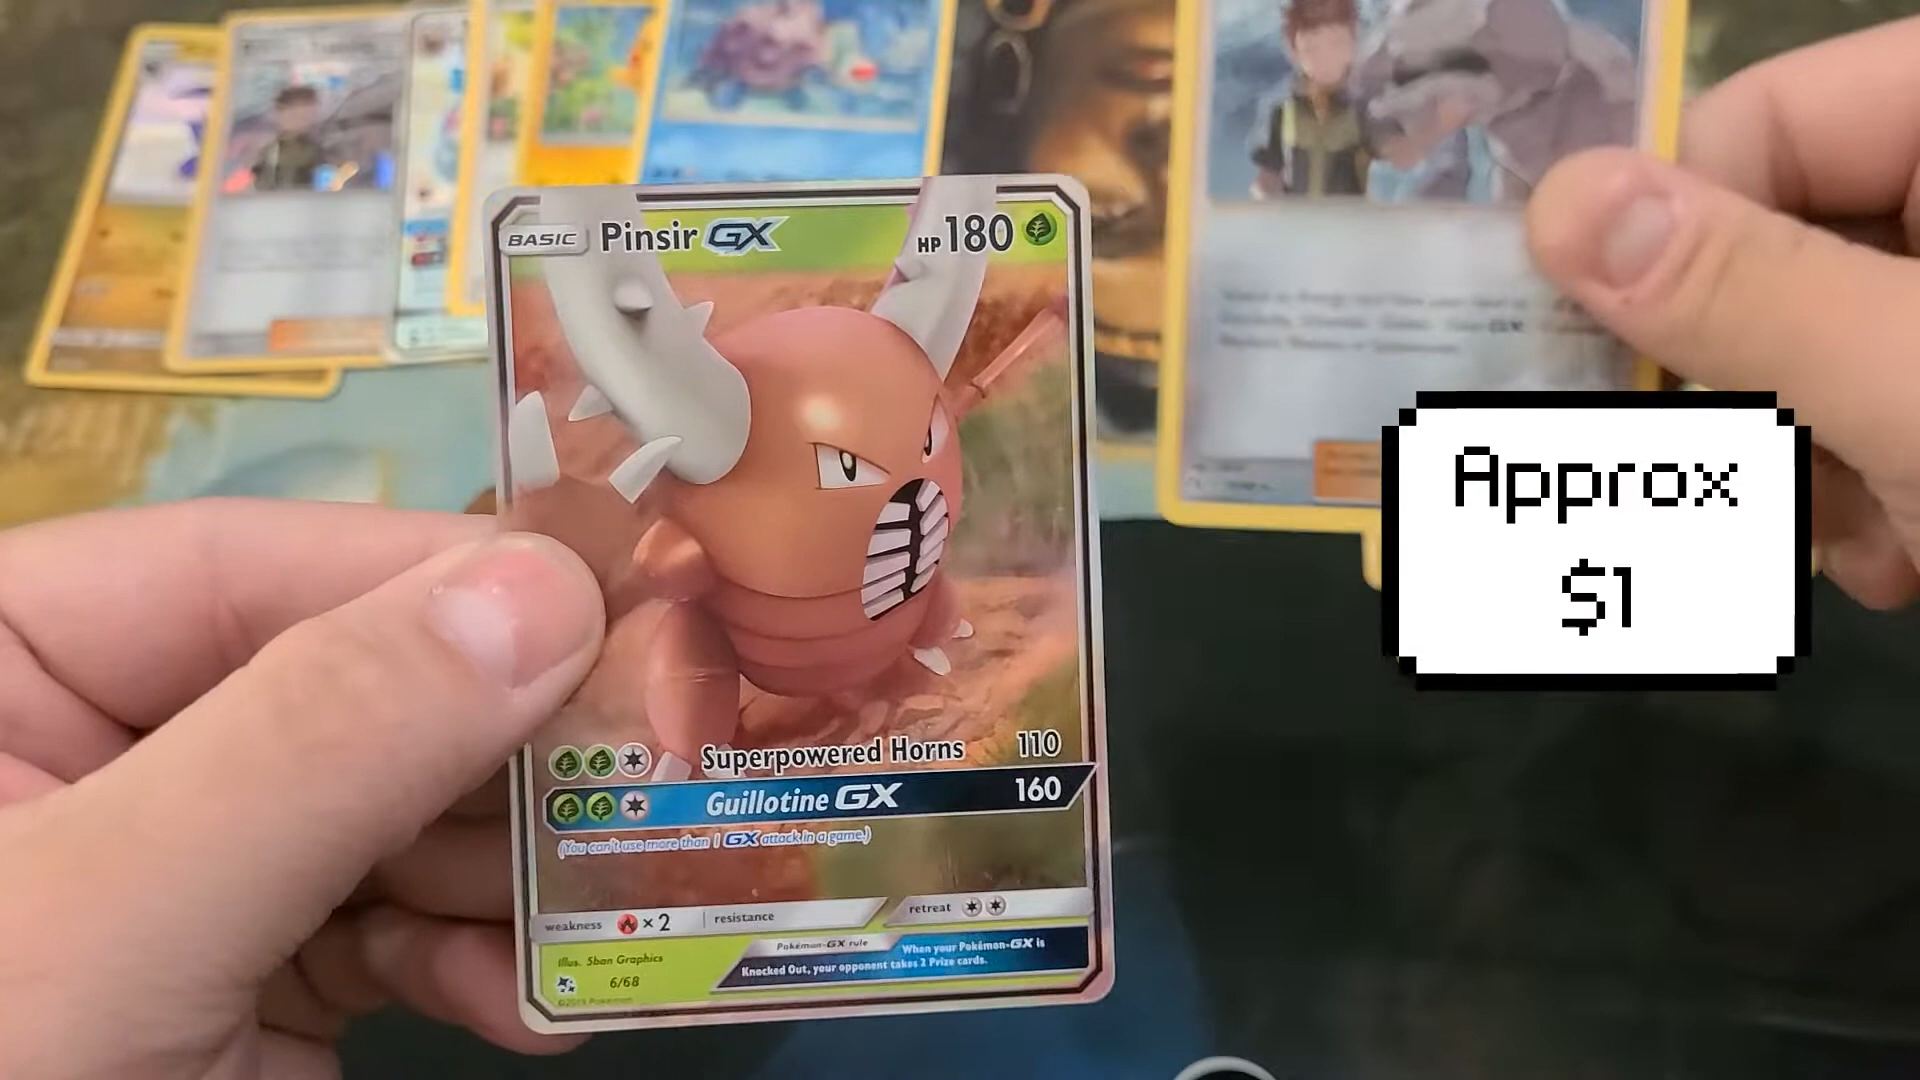 BASIC Pinsir GX HP 180
Superpowered Horns 110
Guillotine GX 160
(You can't use more than 1 GX attack in a game.)
weakness × 2 resistance retreat
Pokémon-GX rule When your Pokémon-GX is
Knocked Out, your opponent takes 2 Prize cards.
Illus. 5ban Graphics
6/68
©2019 Pokémon
Approx
$1